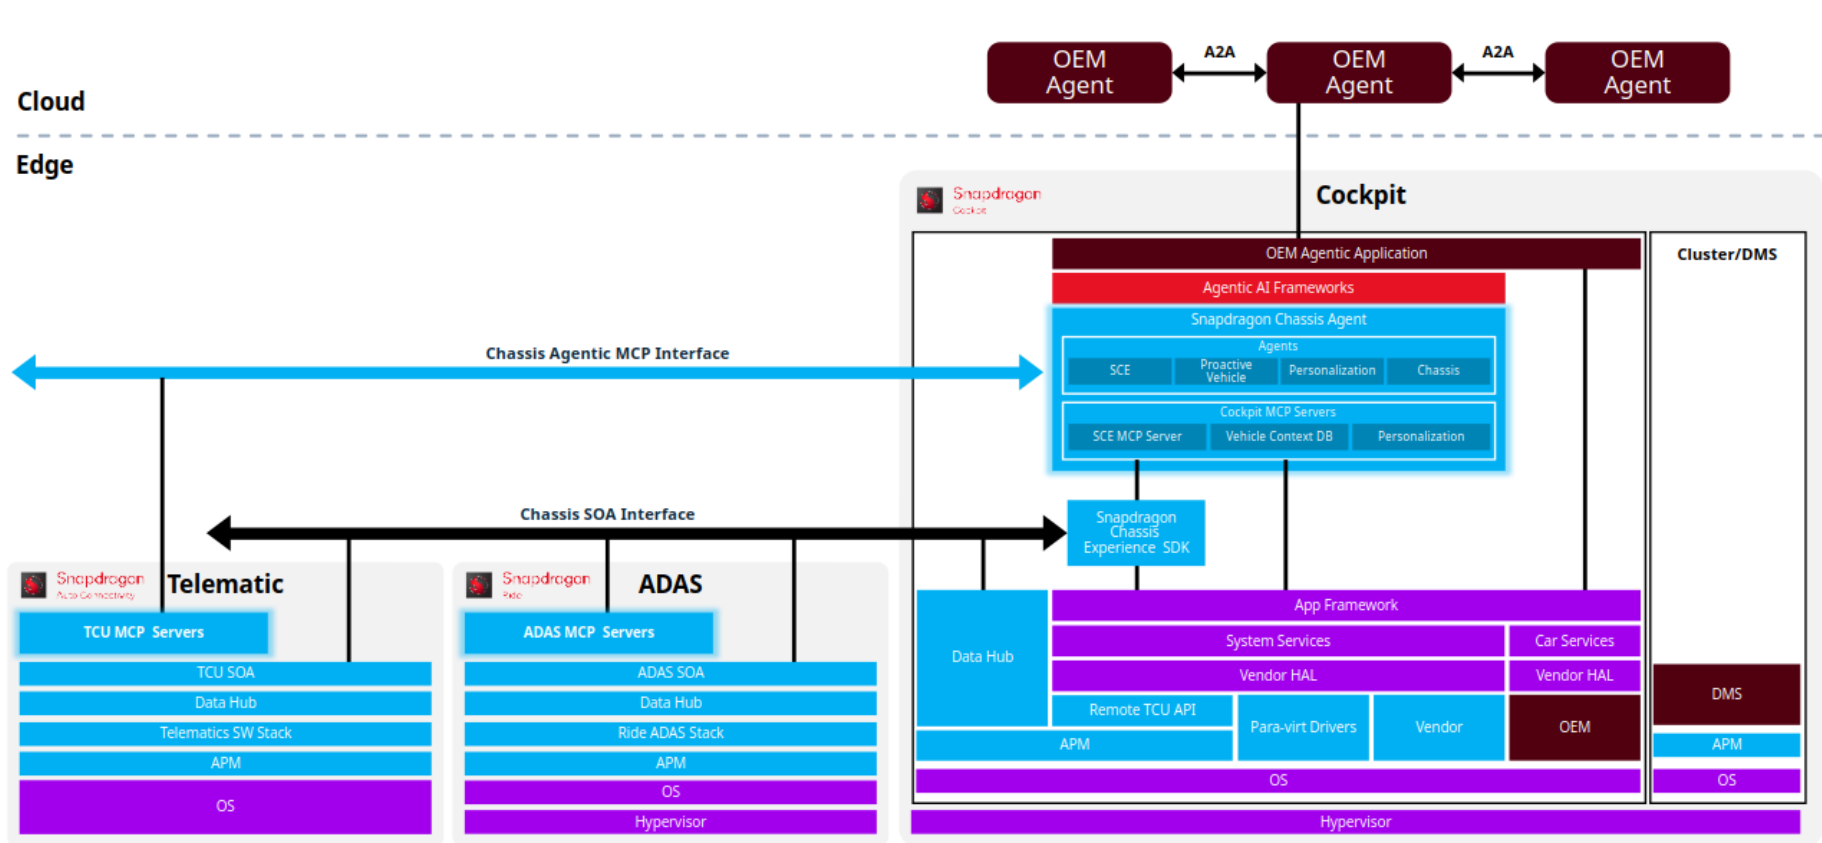 OEM
Agent
A2A
OEM
Agent
A2A
OEM
Agent
Cloud
Edge
Snapdragon
Cockpit
Cockpit
OEM Agentic Application
Cluster/DMS
Agentic AI Frameworks
Snapdragon Chassis Agent
Agents
SCE
Proactive
Vehicle
Personalization
Chassis
Chassis Agentic MCP Interface
Cockpit MCP Servers
SCE MCP Server
Vehicle Context DB
Personalization
Chassis SOA Interface
Snapdragon
Chassis
Experience SDK
Snapdragon
Auto Connectivity
Telematic
Snapdragon
Ride
ADAS
TCU MCP Servers
TCU SOA
Data Hub
Telematics SW Stack
APM
OS
ADAS MCP Servers
ADAS SOA
Data Hub
Ride ADAS Stack
APM
OS
Hypervisor
Data Hub
App Framework
System Services
Car Services
Vendor HAL
Vendor HAL
Remote TCU API
APM
Para-virt Drivers
Vendor
OEM
OS
DMS
APM
OS
Hypervisor